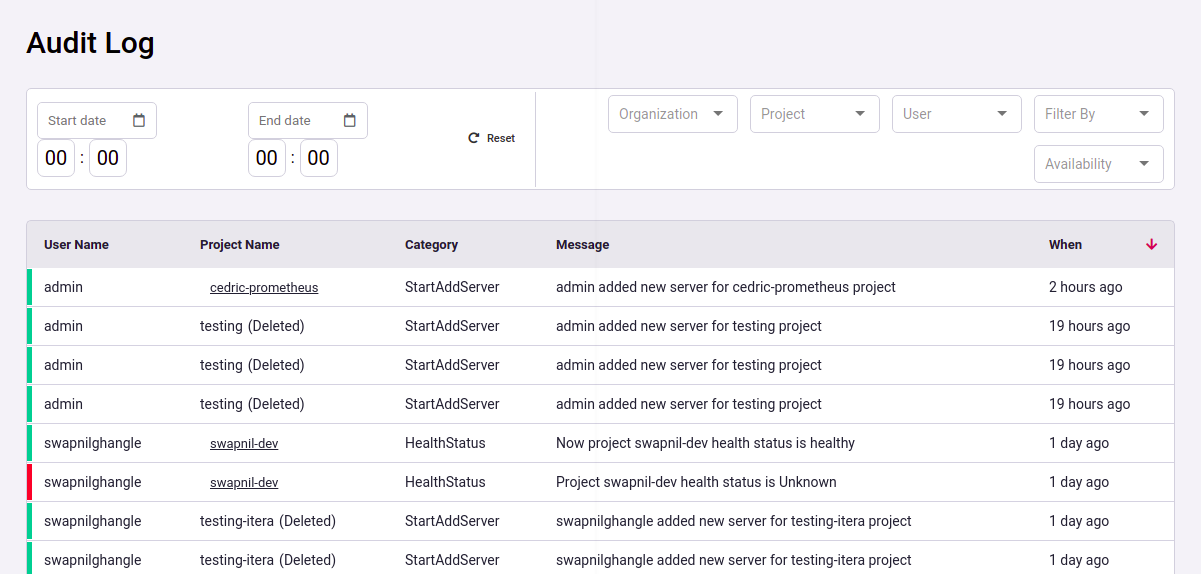 Audit Log
Start date End date Organization Project User Filter By
00 : 00 00 : 00 Reset Availability
User Name Project Name Category Message When
admin cedric-prometheus StartAddServer admin added new server for cedric-prometheus project 2 hours ago
admin testing (Deleted) StartAddServer admin added new server for testing project 19 hours ago
admin testing (Deleted) StartAddServer admin added new server for testing project 19 hours ago
admin testing (Deleted) StartAddServer admin added new server for testing project 19 hours ago
swapnilghangle swapnil-dev HealthStatus Now project swapnil-dev health status is healthy 1 day ago
swapnilghangle swapnil-dev HealthStatus Project swapnil-dev health status is Unknown 1 day ago
swapnilghangle testing-itera (Deleted) StartAddServer swapnilghangle added new server for testing-itera project 1 day ago
swapnilghangle testing-itera (Deleted) StartAddServer swapnilghangle added new server for testing-itera project 1 day ago